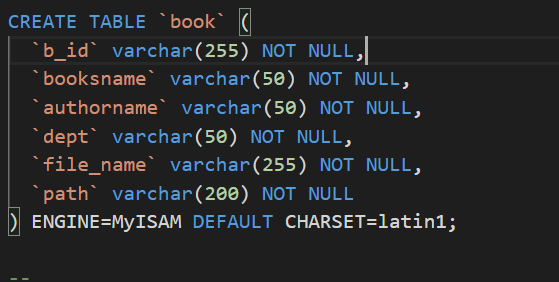 CREATE TABLE `book` (
`b_id` varchar(255) NOT NULL,
`booksname` varchar(50) NOT NULL,
`authorname` varchar(50) NOT NULL,
`dept` varchar(50) NOT NULL,
`file_name` varchar(255) NOT NULL,
`path` varchar(200) NOT NULL
) ENGINE=MyISAM DEFAULT CHARSET=latin1;
--